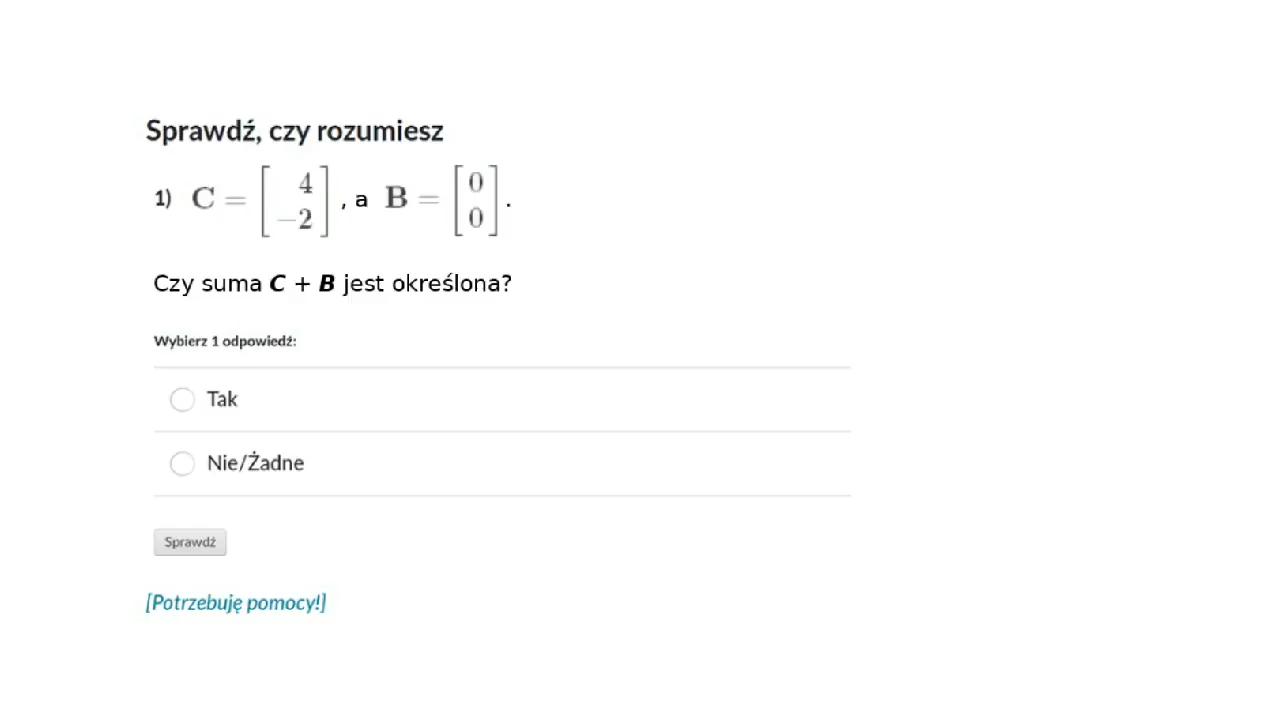 Sprawdź, czy rozumiesz
1) C = [ 4 -2 ] , a B = [ 0 0 ] .
Czy suma C + B jest określona?
Wybierz 1 odpowiedź:
Tak
Nie/Żadne
Sprawdź
[Potrzebuję pomocy!]